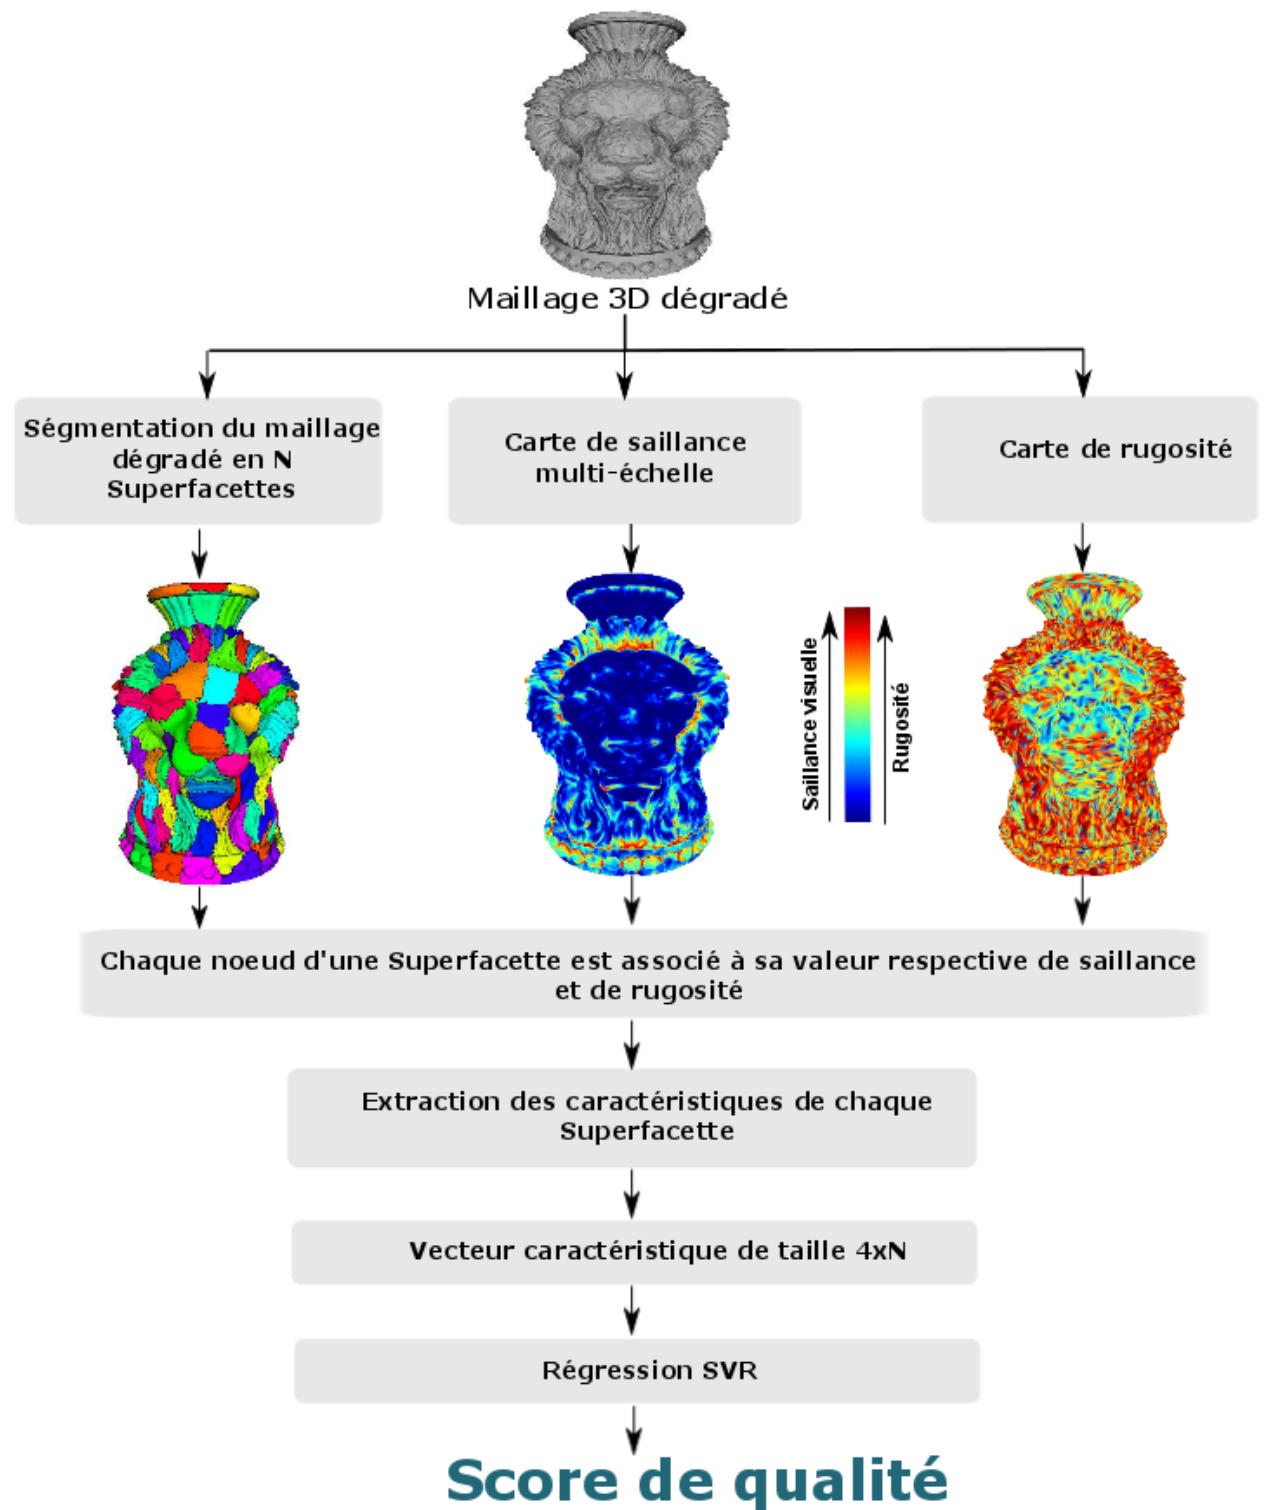 Maillage 3D dégradé
Ségmentation du maillage
dégradé en N
Superfacettes
Carte de saillance
multi-échelle
Carte de rugosité
Saillance visuelle
Rugosité
Chaque noeud d'une Superfacette est associé à sa valeur respective de saillance
et de rugosité
Extraction des caractéristiques de chaque
Superfacette
Vecteur caractéristique de taille 4xN
Régression SVR
Score de qualité